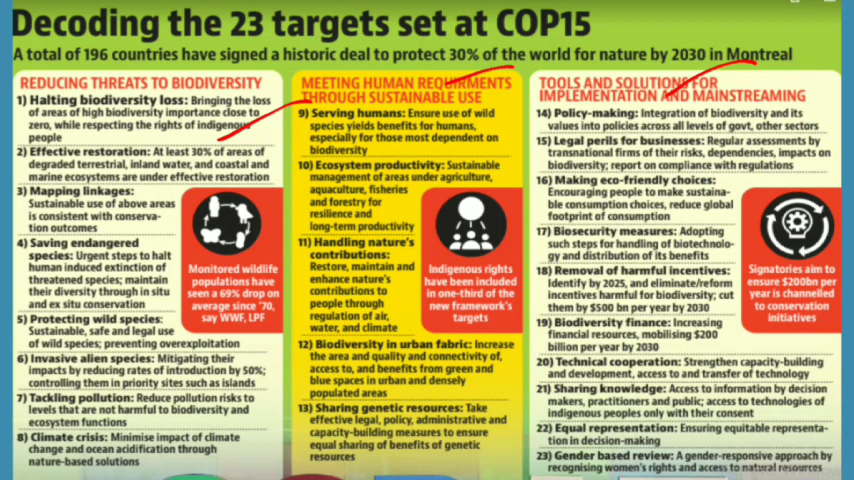 Decoding the 23 targets set at COP15
A total of 196 countries have signed a historic deal to protect 30% of the world for nature by 2030 in Montreal
REDUCING THREATS TO BIODIVERSITY
1) Halting biodiversity loss: Bringing the loss
of areas of high biodiversity importance close to
zero, while respecting the rights of indigenous
people
2) Effective restoration: At least 30% of areas of
degraded terrestrial, inland water, and coastal and
marine ecosystems are under effective restoration
3) Mapping linkages:
Sustainable use of above areas
is consistent with conserva-
tion outcomes
4) Saving endangered
species: Urgent steps to halt
human induced extinction of
threatened species; maintain
their diversity through in situ
and ex situ conservation
5) Protecting wild species:
Sustainable, safe and legal use
of wild species; preventing overexploitation
6) Invasive alien species: Mitigating their
impacts by reducing rates of introduction by 50%;
controlling them in priority sites such as islands
7) Tackling pollution: Reduce pollution risks to
levels that are not harmful to biodiversity and
ecosystem functions
8) Climate crisis: Minimise impact of climate
change and ocean acidification through
nature-based solutions
Monitored wildlife
populations have
seen a 69% drop on
average since '70,
say WWF, LPF
MEETING HUMAN REQUIRMENTS
THROUGH SUSTAINABLE USE
9) Serving humans: Ensure use of wild
species yields benefits for humans,
especially for those most dependent on
biodiversity
10) Ecosystem productivity: Sustainable
management of areas under agriculture,
aquaculture, fisheries
and forestry for
resilience and
long-term productivity
11) Handling nature's
contributions:
Restore, maintain and
enhance nature's
contributions to
people through
regulation of air,
water, and climate
12) Biodiversity in urban fabric: Increase
the area and quality and connectivity of,
access to, and benefits from green and
blue spaces in urban and densely
populated areas
13) Sharing genetic resources: Take
effective legal, policy, administrative and
capacity-building measures to ensure
equal sharing of benefits of genetic
resources
Indigenous rights
have been included
in one-third of the
new framework's
targets
TOOLS AND SOLUTIONS FOR
IMPLEMENTATION AND MAINSTREAMING
14) Policy-making: Integration of biodiversity and its
values into policies across all levels of govt, other sectors
15) Legal perils for businesses: Regular assessments by
transnational firms of their risks, dependencies, impacts on
biodiversity; report on compliance with regulations
16) Making eco-friendly choices:
Encouraging people to make sustaina-
ble consumption choices, reduce global
footprint of consumption
17) Biosecurity measures: Adopting
such steps for handling of biotechnolo-
gy and distribution of its benefits
18) Removal of harmful incentives:
Identify by 2025, and eliminate/reform
incentives harmful for biodiversity; cut
them by $500 bn per year by 2030
19) Biodiversity finance: Increasing
financial resources, mobilising $200
billion per year by 2030
20) Technical cooperation: Strengthen capacity-building
and development, access to and transfer of technology
21) Sharing knowledge: Access to information by decision
makers, practitioners and public; access to technologies of
indigenous peoples only with their consent
22) Equal representation: Ensuring equitable representa-
tion in decision-making
23) Gender based review: A gender-responsive approach by
recognising women's rights and access to natural resources
Signatories aim to
ensure $200bn per
year is channelled
to conservation
initiatives